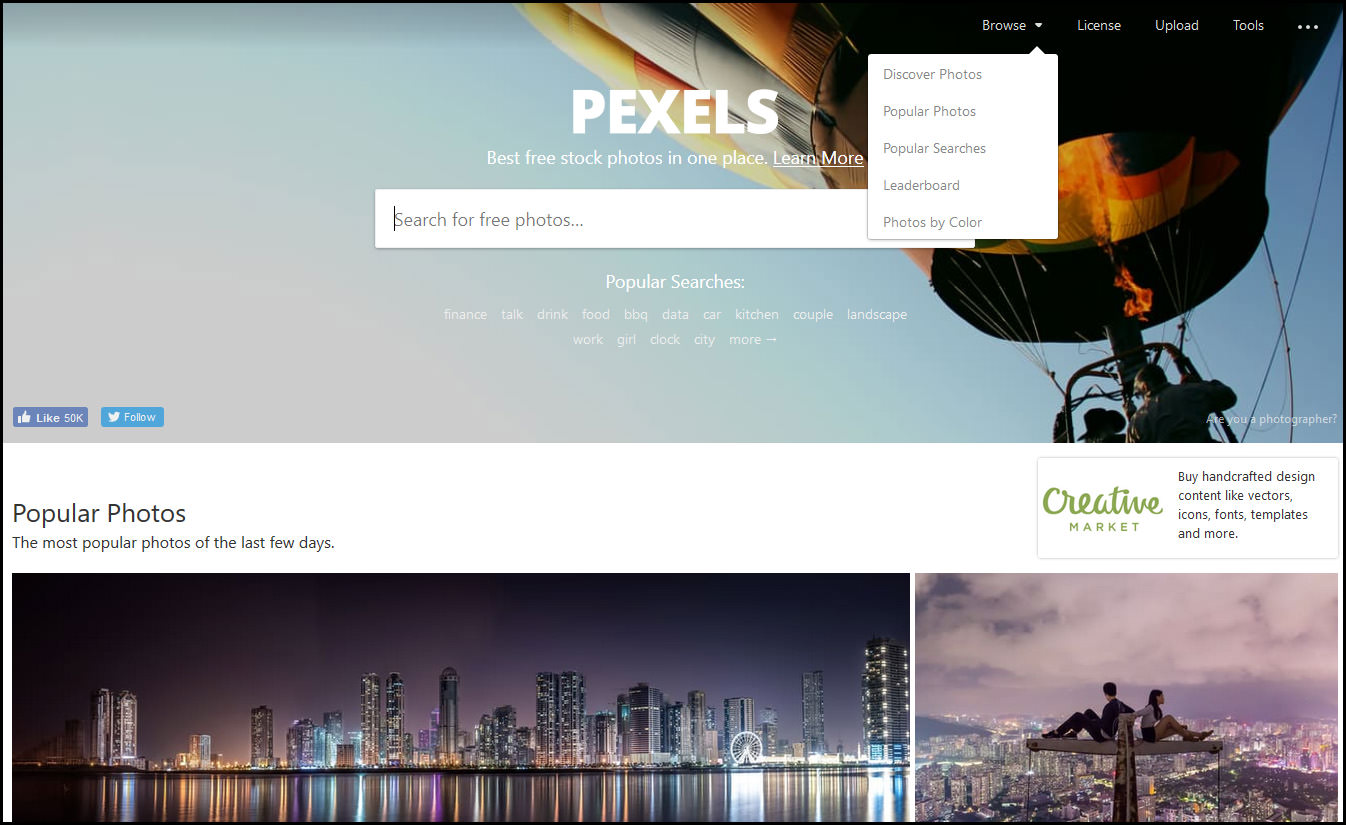 Browse License Upload Tools
Discover Photos
Popular Photos
Popular Searches
Leaderboard
Photos by Color
PEXELS
Best free stock photos in one place. Learn More
Search for free photos...
Popular Searches:
finance talk drink food bbq data car kitchen couple landscape
work girl clock city more →
Like 50K Follow
Are you a photographer?
Creative
MARKET
Buy handcrafted design
content like vectors,
icons, fonts, templates
and more.
Popular Photos
The most popular photos of the last few days.